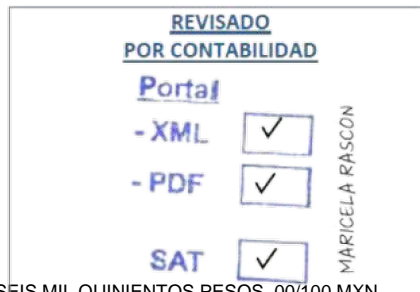 REVISADO
POR CONTABILIDAD
Portal
- XML ✓
- PDF ✓
SAT ✓
MARICELA RASCON
SEIS MIL QUINIENTOS PESOS 00/100 MXN